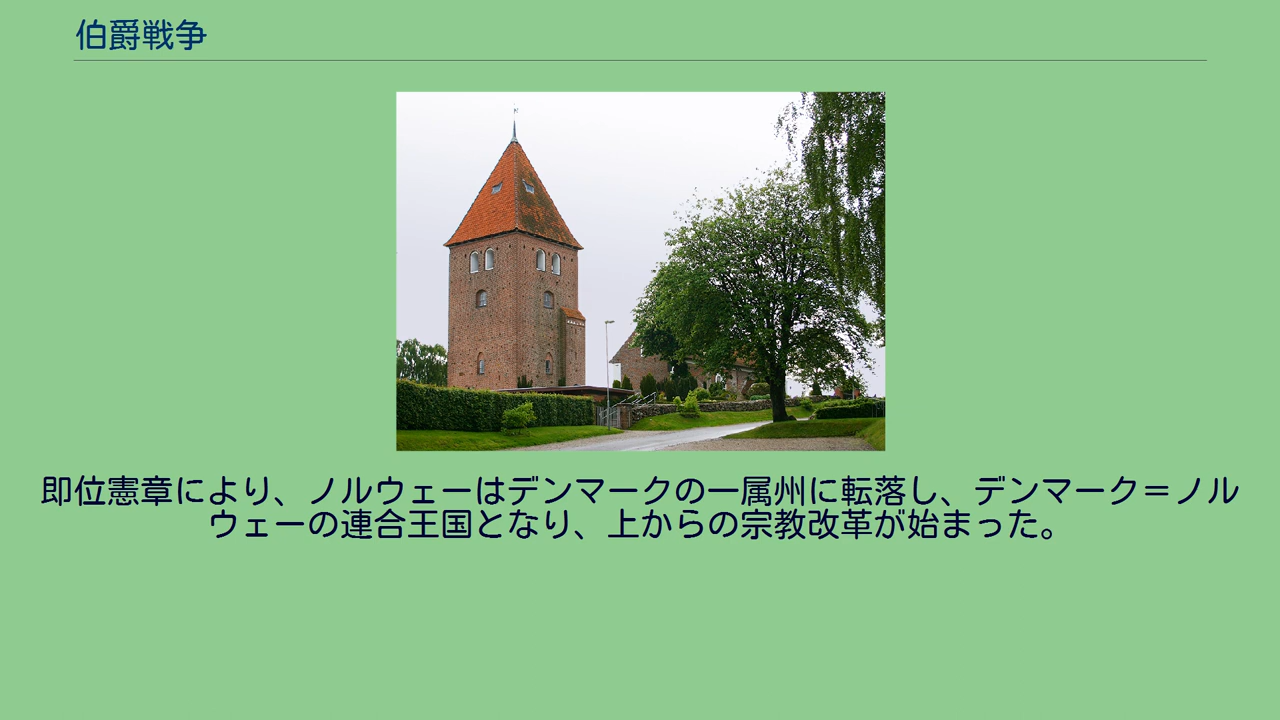 伯爵戦争
即位憲章により、ノルウェーはデンマークの一属州に転落し、デンマーク＝ノル
ウェーの連合王国となり、上からの宗教改革が始まった。